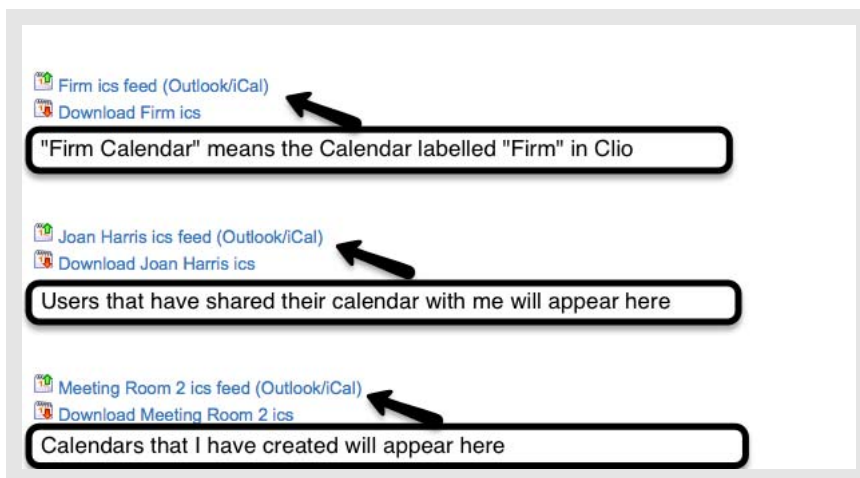 Firm ics feed (Outlook/iCal)
Download Firm ics
"Firm Calendar" means the Calendar labelled "Firm" in Clio
Joan Harris ics feed (Outlook/iCal)
Download Joan Harris ics
Users that have shared their calendar with me will appear here
Meeting Room 2 ics feed (Outlook/iCal)
Download Meeting Room 2 ics
Calendars that I have created will appear here